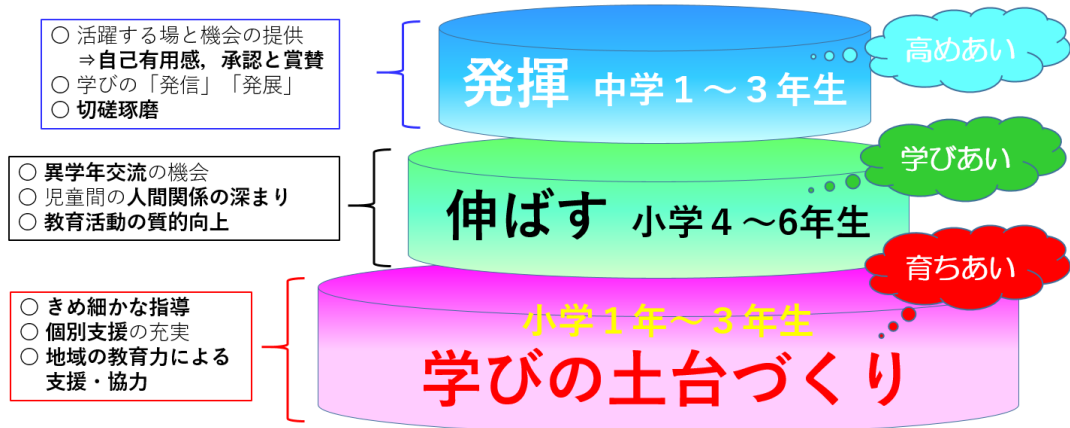 ○ 活躍する場と機会の提供
⇒自己有用感，承認と賞賛
○ 学びの「発信」「発展」
○ 切磋琢磨
発揮 中学１～３年生
高めあい
○ 異学年交流の機会
○ 児童間の人間関係の深まり
○ 教育活動の質的向上
伸ばす 小学４～6年生
学びあい
○ きめ細かな指導
○ 個別支援の充実
○ 地域の教育力による
支援・協力
小学１年～３年生
学びの土台づくり
育ちあい